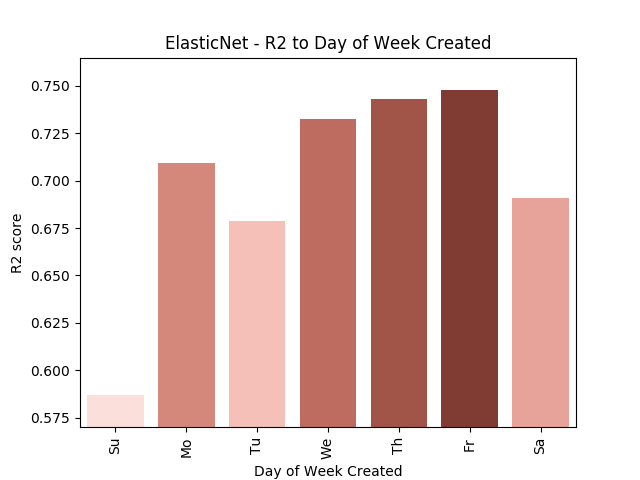 ElasticNet - R2 to Day of Week Created
0.750
0.725
0.700
0.675
0.650
0.625
0.600
0.575
R2 score
Su
Mo
Tu
We
Th
Fr
Sa
Day of Week Created